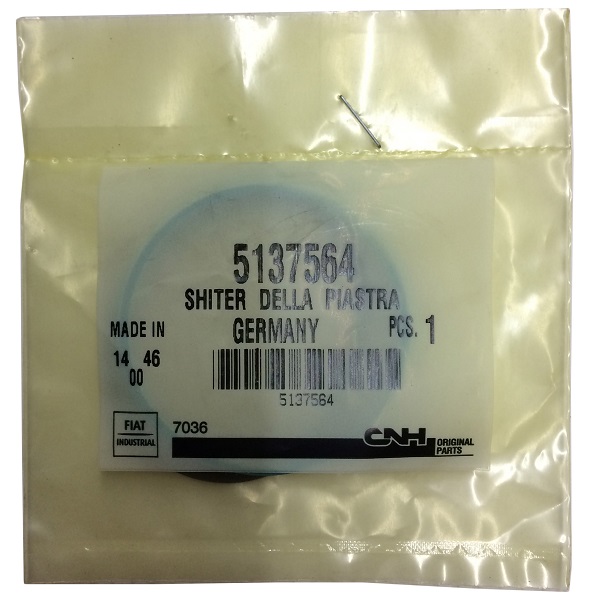 5137564
SHITER DELLA PIASTRA
MADE IN GERMANY PCS. 1
14 46
00
5137564
FIAT
INDUSTRIAL
7036
CNH ORIGINAL
PARTS